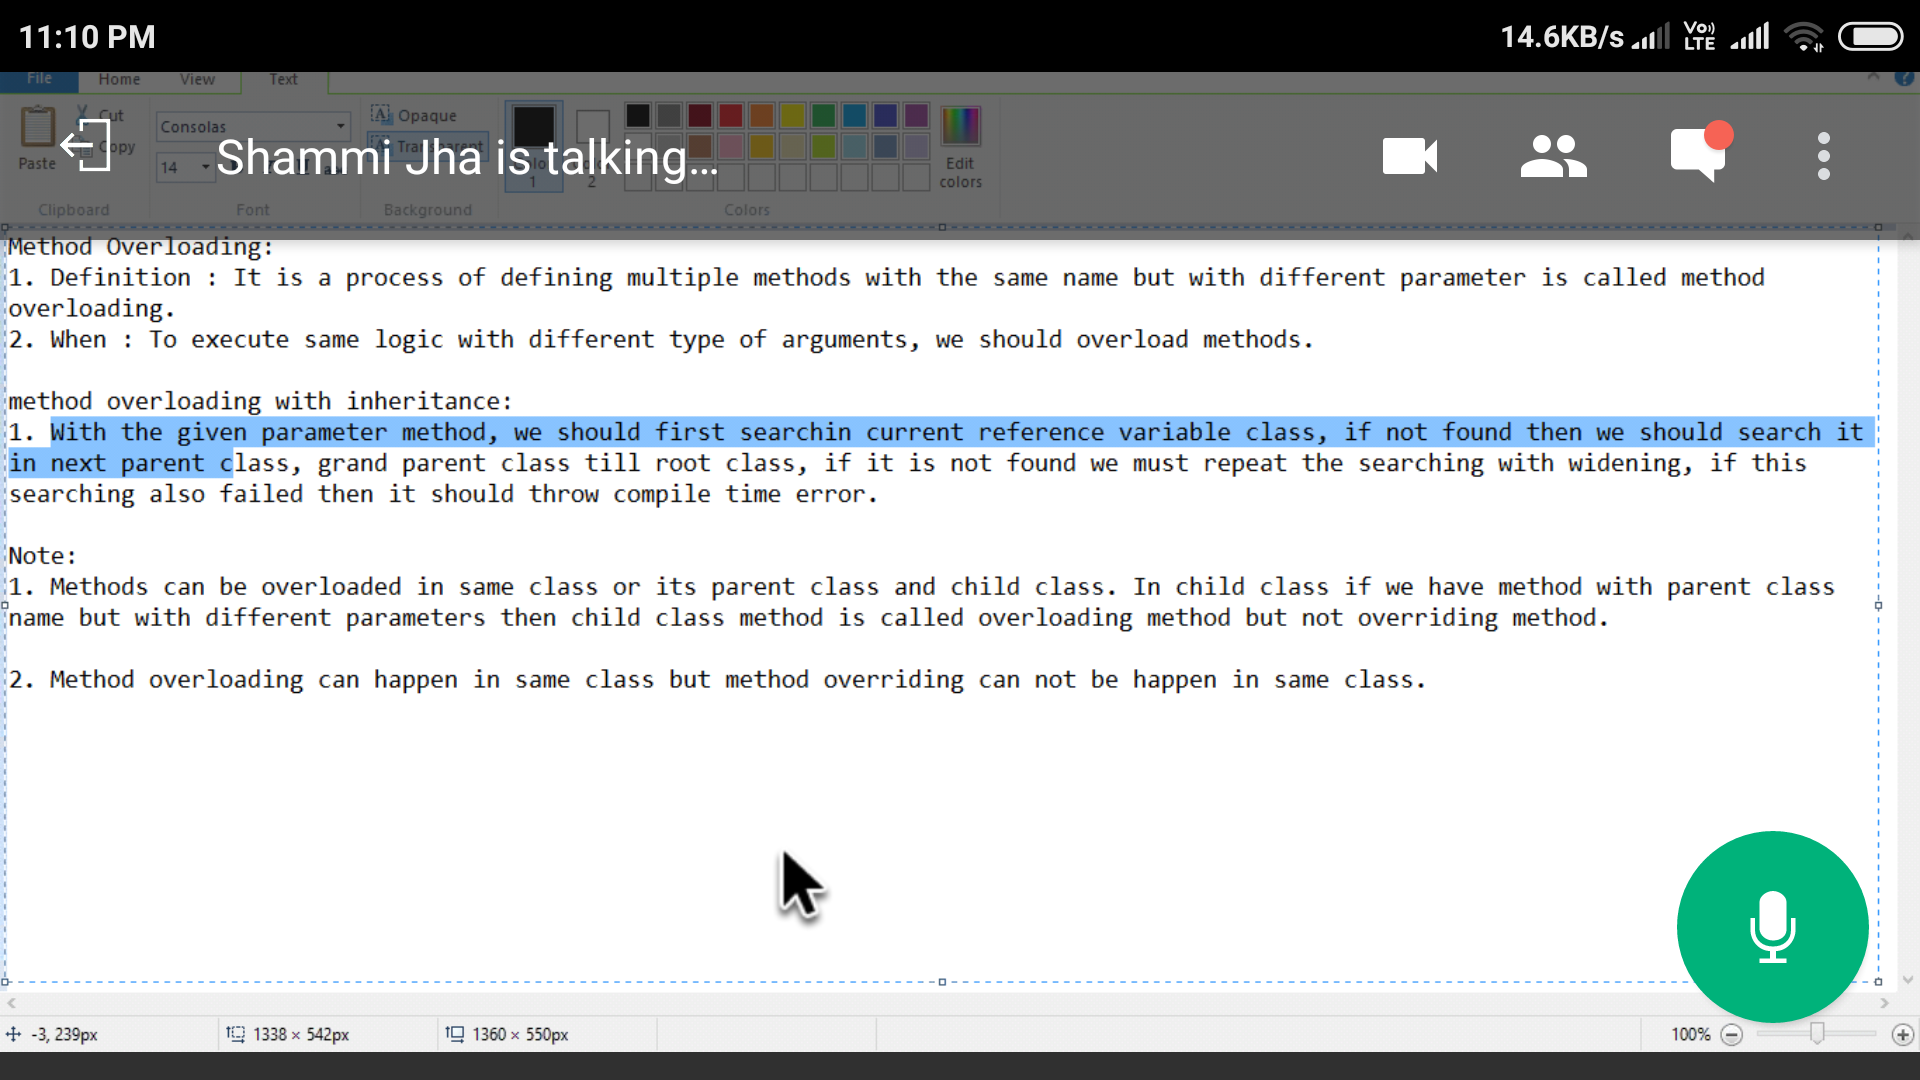 11:10 PM
14.6KB/s
Vo)) LTE
File Home View Text
Cut
Consolas
Opaque
Copy
Transparent
Shammi Jha is talking...
Paste
14
1
2
Edit
colors
Clipboard Font Background Colors
Method Overloading:
1. Definition : It is a process of defining multiple methods with the same name but with different parameter is called method
overloading.
2. When : To execute same logic with different type of arguments, we should overload methods.
method overloading with inheritance:
1. With the given parameter method, we should first searchin current reference variable class, if not found then we should search it
in next parent class, grand parent class till root class, if it is not found we must repeat the searching with widening, if this
searching also failed then it should throw compile time error.
Note:
1. Methods can be overloaded in same class or its parent class and child class. In child class if we have method with parent class
name but with different parameters then child class method is called overloading method but not overriding method.
2. Method overloading can happen in same class but method overriding can not be happen in same class.
-3, 239px
1338 × 542px
1360 × 550px
100%